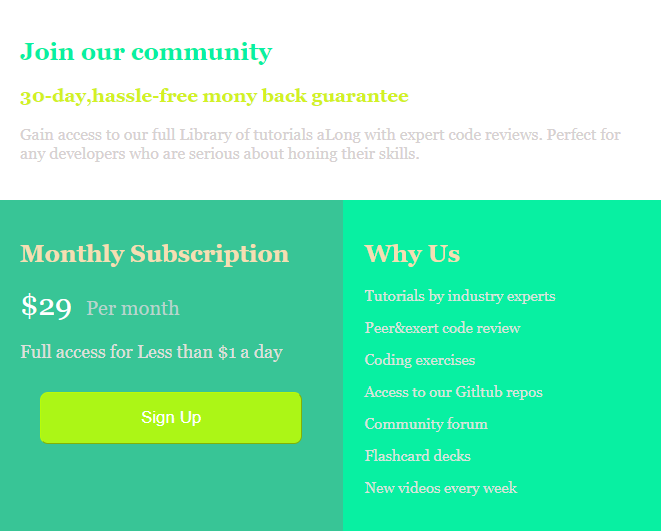 Join our community
30-day,hassle-free mony back guarantee
Gain access to our full Library of tutorials aLong with expert code reviews. Perfect for
any developers who are serious about honing their skills.
Monthly Subscription
$29 Per month
Full access for Less than $1 a day
Sign Up
Why Us
Tutorials by industry experts
Peer&exert code review
Coding exercises
Access to our Gitltub repos
Community forum
Flashcard decks
New videos every week